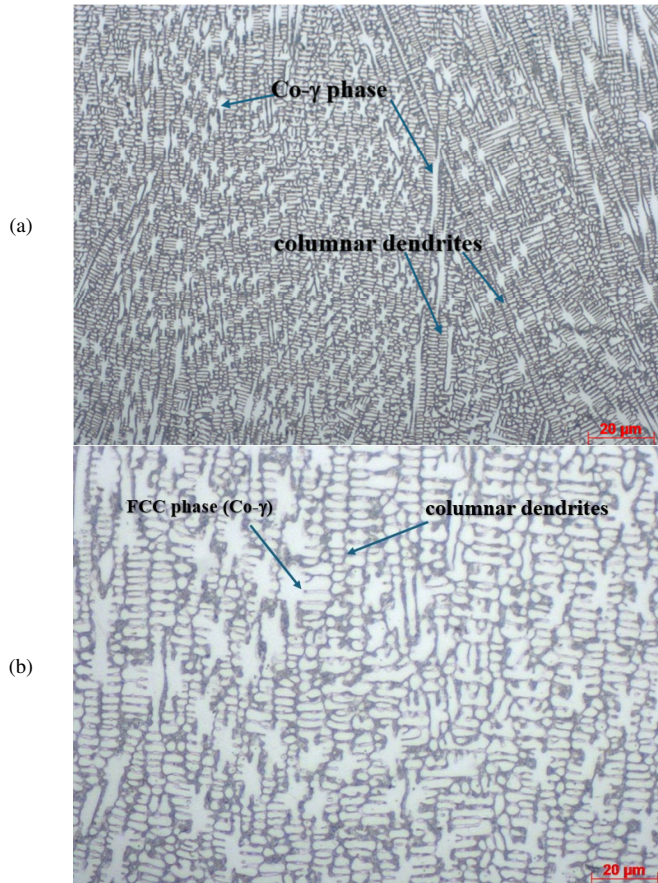 Co-γ phase
(a)
columnar dendrites
20 µm
FCC phase (Co-γ)
columnar dendrites
(b)
20 µm